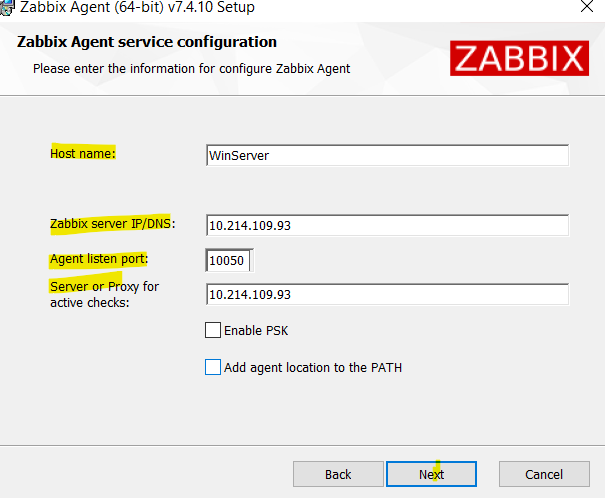 Zabbix Agent (64-bit) v7.4.10 Setup
Zabbix Agent service configuration
Please enter the information for configure Zabbix Agent
ZABBIX
Host name:
WinServer
Zabbix server IP/DNS:
10.214.109.93
Agent listen port:
10050
Server or Proxy for
active checks:
10.214.109.93
Enable PSK
Add agent location to the PATH
Back
Next
Cancel